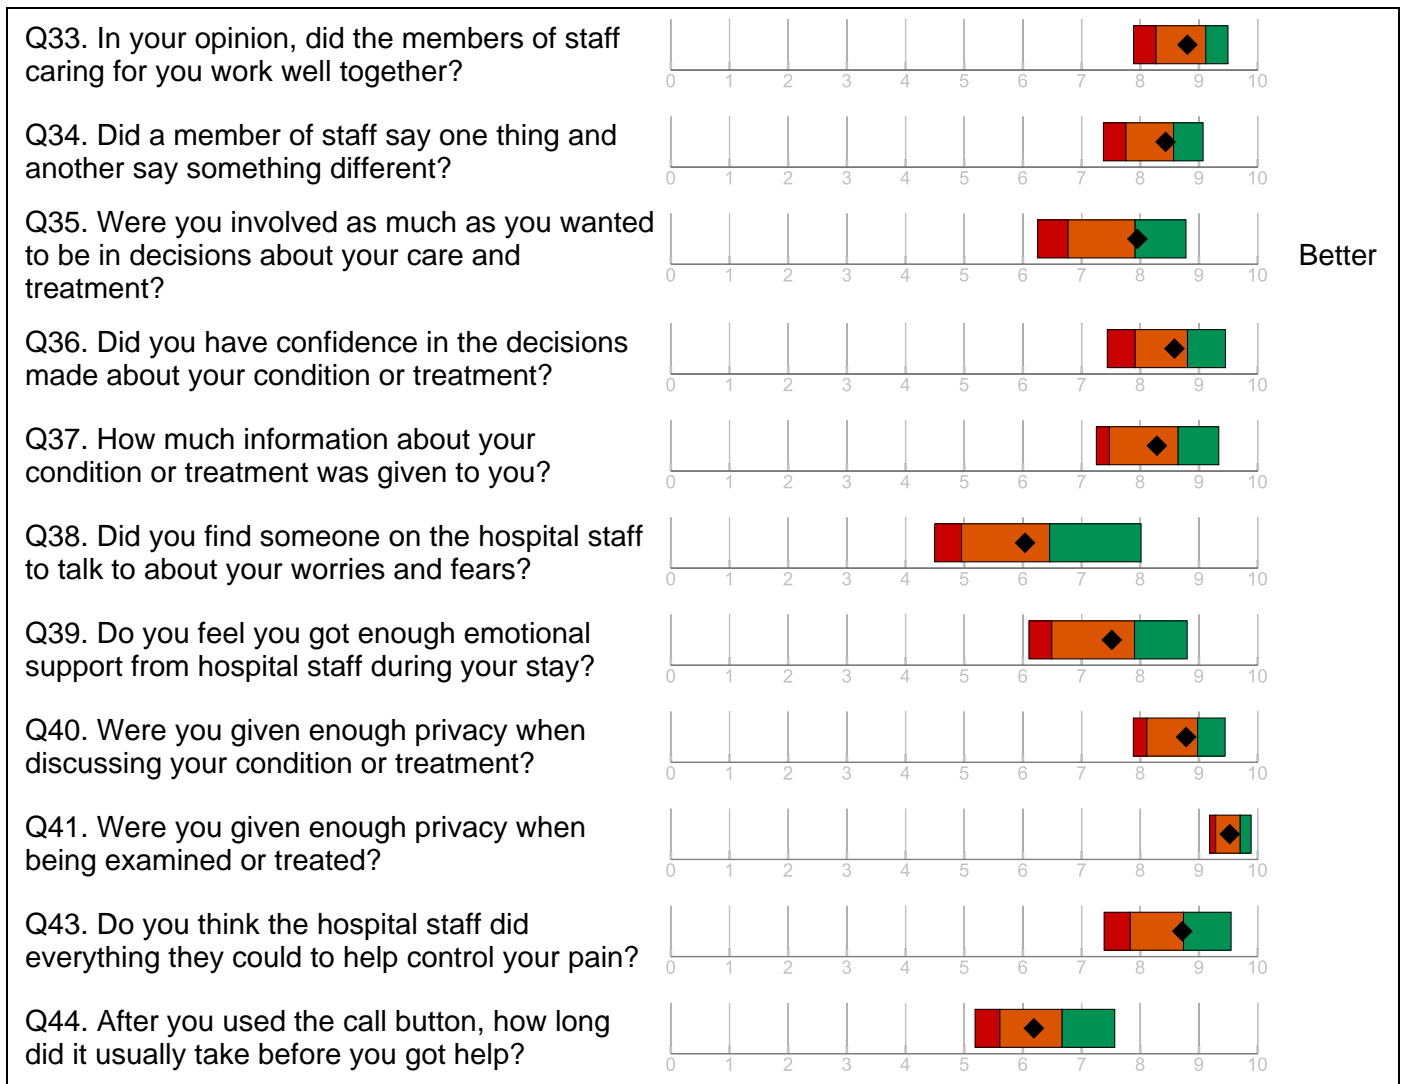 Q33. In your opinion, did the members of staff
caring for you work well together?
0 1 2 3 4 5 6 7 8 9 10
Q34. Did a member of staff say one thing and
another say something different?
0 1 2 3 4 5 6 7 8 9 10
Q35. Were you involved as much as you wanted
to be in decisions about your care and
treatment?
0 1 2 3 4 5 6 7 8 9 10
Better
Q36. Did you have confidence in the decisions
made about your condition or treatment?
0 1 2 3 4 5 6 7 8 9 10
Q37. How much information about your
condition or treatment was given to you?
0 1 2 3 4 5 6 7 8 9 10
Q38. Did you find someone on the hospital staff
to talk to about your worries and fears?
0 1 2 3 4 5 6 7 8 9 10
Q39. Do you feel you got enough emotional
support from hospital staff during your stay?
0 1 2 3 4 5 6 7 8 9 10
Q40. Were you given enough privacy when
discussing your condition or treatment?
0 1 2 3 4 5 6 7 8 9 10
Q41. Were you given enough privacy when
being examined or treated?
0 1 2 3 4 5 6 7 8 9 10
Q43. Do you think the hospital staff did
everything they could to help control your pain?
0 1 2 3 4 5 6 7 8 9 10
Q44. After you used the call button, how long
did it usually take before you got help?
0 1 2 3 4 5 6 7 8 9 10